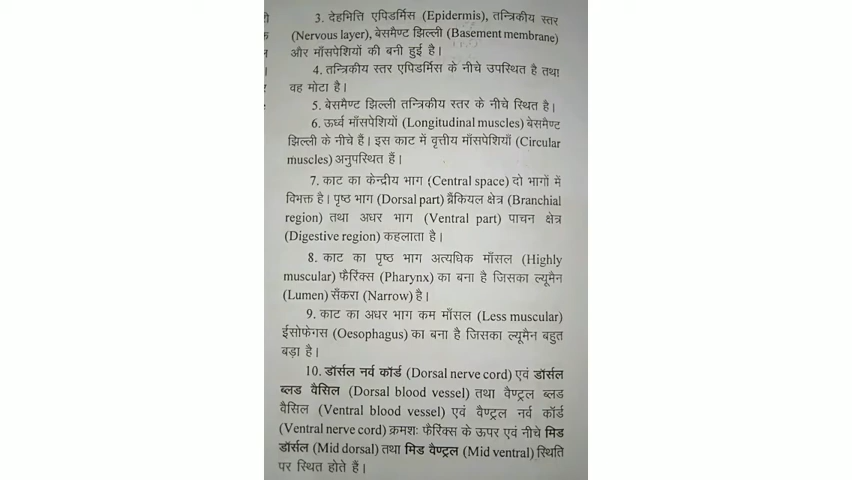 3. देहभित्ति एपिडर्मिस (Epidermis), तन्त्रिकीय स्तर
(Nervous layer), बेसमैण्ट झिल्ली (Basement membrane)
और माँसपेशियों की बनी हुई है।
4. तन्त्रिकीय स्तर एपिडर्मिस के नीचे उपस्थित है तथा
वह मोटा है।
5. बेसमैण्ट झिल्ली तन्त्रिकीय स्तर के नीचे स्थित है।
6. ऊर्ध्व माँसपेशियों (Longitudinal muscles) बेसमैण्ट
झिल्ली के नीचे हैं। इस काट में वृत्तीय माँसपेशियाँ (Circular
muscles) अनुपस्थित हैं।
7. काट का केन्द्रीय भाग (Central space) दो भागों में
विभक्त है। पृष्ठ भाग (Dorsal part) ब्रैंकियल क्षेत्र (Branchial
region) तथा अधर भाग (Ventral part) पाचन क्षेत्र
(Digestive region) कहलाता है।
8. काट का पृष्ठ भाग अत्यधिक माँसल (Highly
muscular) फैरिंक्स (Pharynx) का बना है जिसका ल्यूमैन
(Lumen) सँकरा (Narrow) है।
9. काट का अधर भाग कम माँसल (Less muscular)
ईसोफेगस (Oesophagus) का बना है जिसका ल्यूमैन बहुत
बड़ा है।
10. डॉर्सल नर्व कॉर्ड (Dorsal nerve cord) एवं डॉर्सल
ब्लड वैसिल (Dorsal blood vessel) तथा वैण्ट्रल ब्लड
वैसिल (Ventral blood vessel) एवं वैण्ट्रल नर्व कॉर्ड
(Ventral nerve cord) क्रमशः फैरिंक्स के ऊपर एवं नीचे मिड
डॉर्सल (Mid dorsal) तथा मिड वैण्ट्रल (Mid ventral) स्थिति
पर स्थित होते हैं।